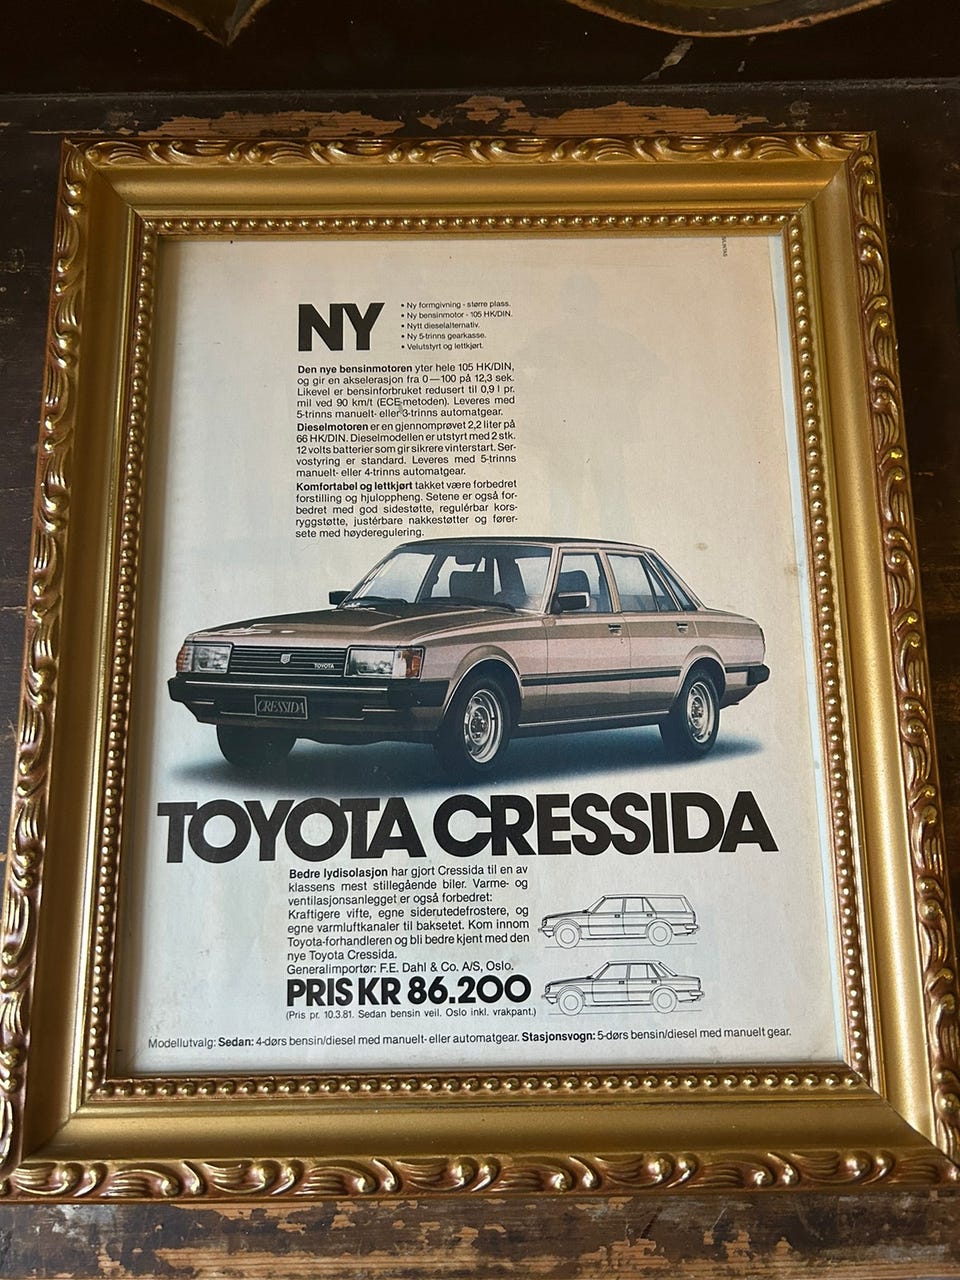 NY
• Ny formgivning - større plass.
• Ny bensinmotor - 105 HK/DIN.
• Nytt dieselalternativ.
• Ny 5-trinns gearkasse.
• Velutstyrt og lettkjørt.
Den nye bensinmotoren yter hele 105 HK/DIN,
og gir en akselerasjon fra 0—100 på 12,3 sek.
Likevel er bensinforbruket redusert til 0,9 l pr.
mil ved 90 km/t (ECE-metoden). Leveres med
5-trinns manuelt- eller 3-trinns automatgear.
Dieselmotoren er en gjennomprøvet 2,2 liter på
66 HK/DIN. Dieselmodellen er utstyrt med 2 stk.
12 volts batterier som gir sikrere vinterstart. Ser-
vostyring er standard. Leveres med 5-trinns
manuelt- eller 4-trinns automatgear.
Komfortabel og lettkjørt takket være forbedret
forstilling og hjuloppheng. Setene er også for-
bedret med god sidestøtte, regulérbar kors-
ryggstøtte, justérbare nakkestøtter og fører-
sete med høyderegulering.
TOYOTA
CRESSIDA
TOYOTA CRESSIDA
Bedre lydisolasjon har gjort Cressida til en av
klassens mest stillegående biler. Varme- og
ventilasjonsanlegget er også forbedret:
Kraftigere vifte, egne siderutedefrostere, og
egne varmluftkanaler til baksetet. Kom innom
Toyota-forhandleren og bli bedre kjent med den
nye Toyota Cressida.
Generalimportør: F.E. Dahl & Co. A/S, Oslo.
PRIS KR 86.200
(Pris pr. 10.3.81. Sedan bensin veil. Oslo inkl. vrakpant.)
Modellutvalg: Sedan: 4-dørs bensin/diesel med manuelt- eller automatgear. Stasjonsvogn: 5-dørs bensin/diesel med manuelt gear.